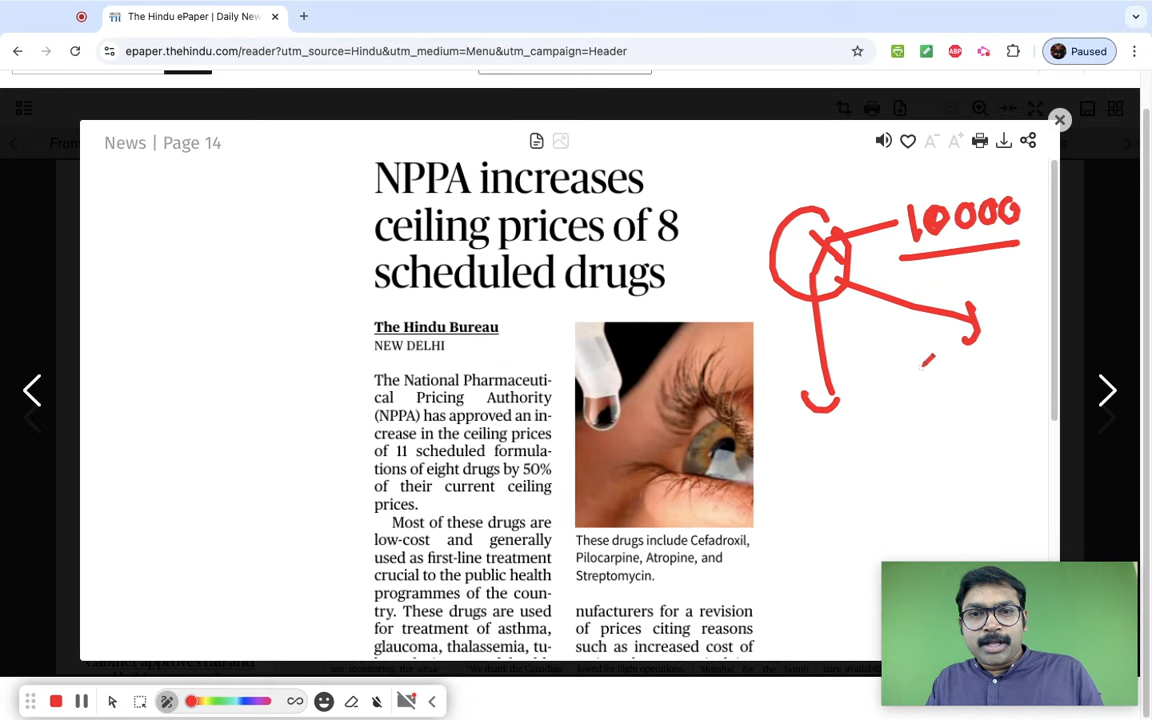 The Hindu ePaper | Daily New
epaper.thehindu.com/reader?utm_source=Hindu&utm_medium=Menu&utm_campaign=Header
ABP
Paused
News | Page 14
A- A+
NPPA increases
ceiling prices of 8
scheduled drugs
10000
The Hindu Bureau
NEW DELHI
The National Pharmaceuti-
cal Pricing Authority
(NPPA) has approved an in-
crease in the ceiling prices
of 11 scheduled formula-
tions of eight drugs by 50%
of their current ceiling
prices.
Most of these drugs are
low-cost and generally
used as first-line treatment
crucial to the public health
programmes of the coun-
try. These drugs are used
for treatment of asthma,
glaucoma, thalassemia, tu-
These drugs include Cefadroxil,
Pilocarpine, Atropine, and
Streptomycin.
nufacturers for a revision
of prices citing reasons
such as increased cost of